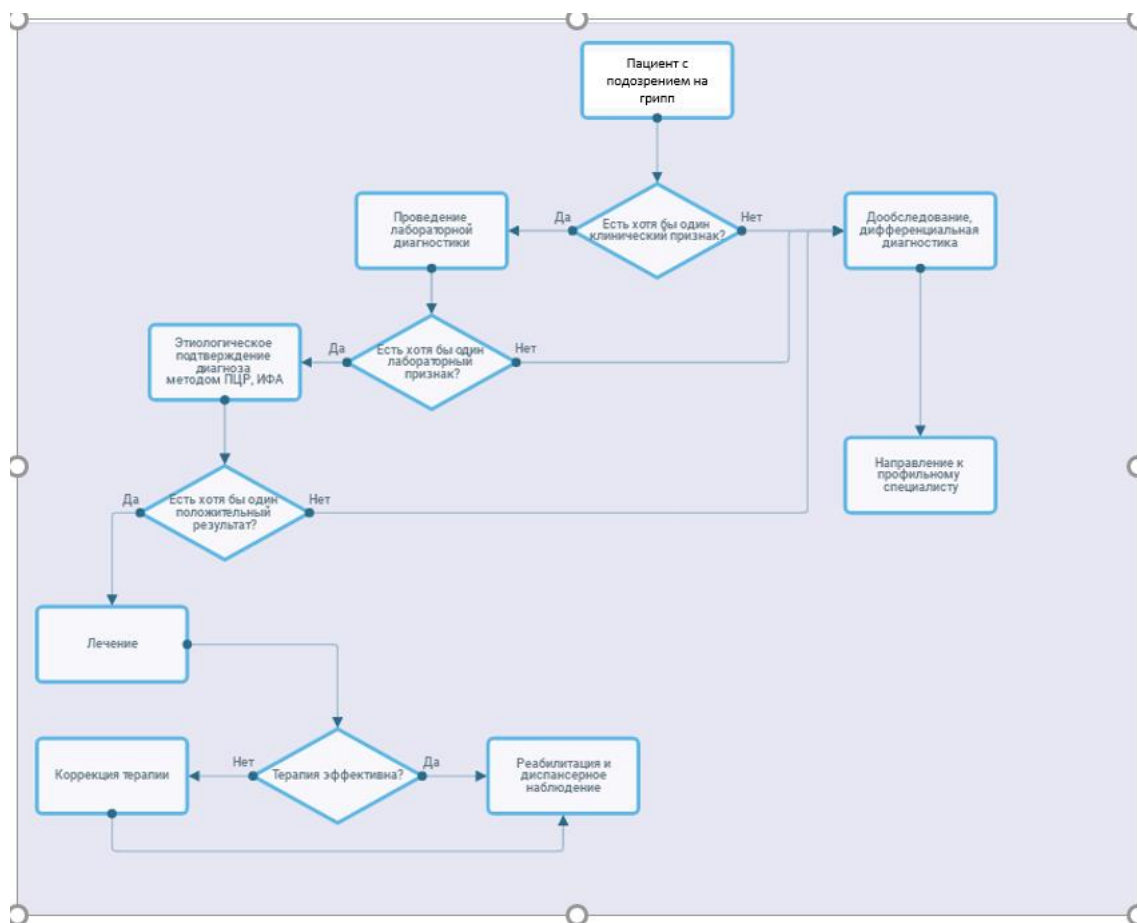 Пациент с
подозрением на
грипп
Да
Есть хотя бы один
клинический признак?
Нет
Проведение
лабораторной
диагностики
Дообследование,
дифференциальная
диагностика
Этиологическое
подтверждение
диагноза
методом ПЦР, ИФА
Да
Есть хотя бы один
лабораторный
признак?
Нет
Направление к
профильному
специалисту
Да
Есть хотя бы один
положительный
результат?
Нет
Лечение
Коррекция терапии
Нет
Терапия эффективна?
Да
Реабилитация и
диспансерное
наблюдение